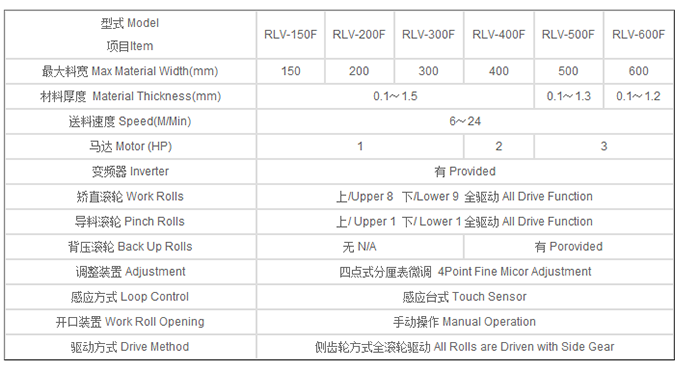 型式 Model
项目Item
RLV-150F RLV-200F RLV-300F RLV-400F RLV-500F RLV-600F
最大料宽 Max Material Width(mm) 150 200 300 400 500 600
材料厚度 Material Thickness(mm) 0.1～1.5 0.1～1.3 0.1～1.2
送料速度 Speed(M/Min) 6～24
马达 Motor (HP) 1 2 3
变频器 Inverter 有 Provided
矫直滚轮 Work Rolls 上/Upper 8 下/Lower 9 全驱动 All Drive Function
导料滚轮 Pinch Rolls 上/ Upper 1 下/ Lower 1 全驱动 All Drive Function
背压滚轮 Back Up Rolls 无 N/A 有 Porovided
调整装置 Adjustment 四点式分厘表微调 4Point Fine Micor Adjustment
感应方式 Loop Control 感应台式 Touch Sensor
开口装置 Work Roll Opening 手动操作 Manual Operation
驱动方式 Drive Method 侧齿轮方式全滚轮驱动 All Rolls are Driven with Side Gear